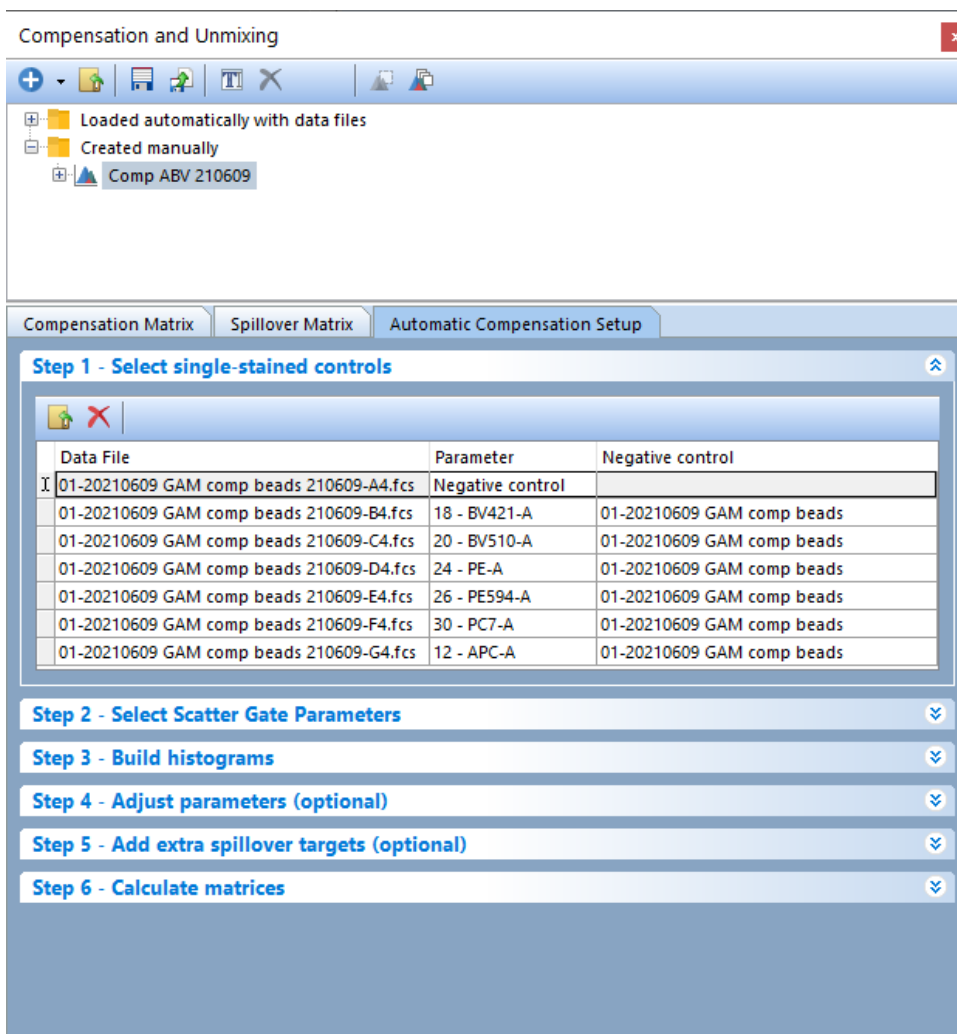 Compensation and Unmixing
Loaded automatically with data files
Created manually
Comp ABV 210609
Compensation Matrix Spillover Matrix Automatic Compensation Setup
Step 1 - Select single-stained controls
Data File Parameter Negative control
01-20210609 GAM comp beads 210609-A4.fcs Negative control
01-20210609 GAM comp beads 210609-B4.fcs 18 - BV421-A 01-20210609 GAM comp beads
01-20210609 GAM comp beads 210609-C4.fcs 20 - BV510-A 01-20210609 GAM comp beads
01-20210609 GAM comp beads 210609-D4.fcs 24 - PE-A 01-20210609 GAM comp beads
01-20210609 GAM comp beads 210609-E4.fcs 26 - PE594-A 01-20210609 GAM comp beads
01-20210609 GAM comp beads 210609-F4.fcs 30 - PC7-A 01-20210609 GAM comp beads
01-20210609 GAM comp beads 210609-G4.fcs 12 - APC-A 01-20210609 GAM comp beads
Step 2 - Select Scatter Gate Parameters
Step 3 - Build histograms
Step 4 - Adjust parameters (optional)
Step 5 - Add extra spillover targets (optional)
Step 6 - Calculate matrices